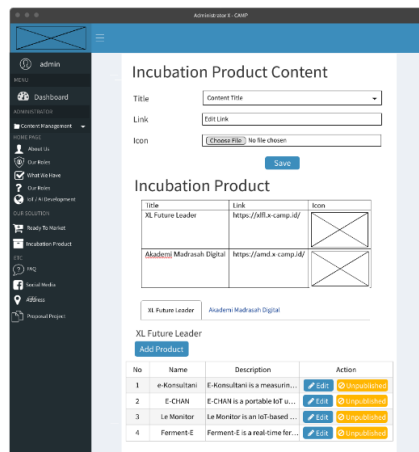 Administrator X - CAMP
admin
MENU
Dashboard
ADMINISTRATOR
Content Management
HOME PAGE
About Us
Our Roles
What We Have
Our Roles
IoT / AI Development
OUR SOLUTION
Ready To Market
Incubation Product
ETC
FAQ
Social Media
Address
Proposal Project
Incubation Product Content
Title
Content Title
Link
Edit Link
Icon
Choose File No file chosen
Save
Incubation Product
Title Link Icon
XL Future Leader https://xlfl.x-camp.id/
Akademi Madrasah Digital https://amd.x-camp.id/
XL Future Leader Akademi Madrasah Digital
XL Future Leader
Add Product
No Name Description Action
1 e-Konsultani E-Konsultani is a measurin... Edit Unpublished
2 E-CHAN E-CHAN is a portable IoT u... Edit Unpublished
3 Le Monitor Le Monitor is an IoT-based ... Edit Unpublished
4 Ferment-E Ferment-E is a real-time fer... Edit Unpublished